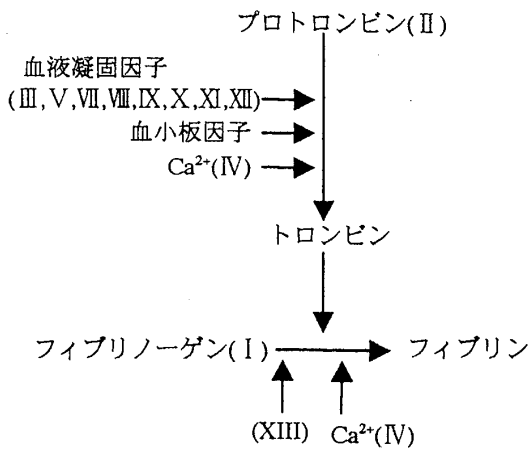 プロトロンビン(Ⅱ)
血液凝固因子
(Ⅲ,Ⅴ,Ⅶ,Ⅷ,Ⅸ,Ⅹ,Ⅺ,Ⅻ)
血小板因子
Ca²⁺(Ⅳ)
トロンビン
フィブリノーゲン(Ⅰ)
フィブリン
(XIII)
Ca²⁺(Ⅳ)